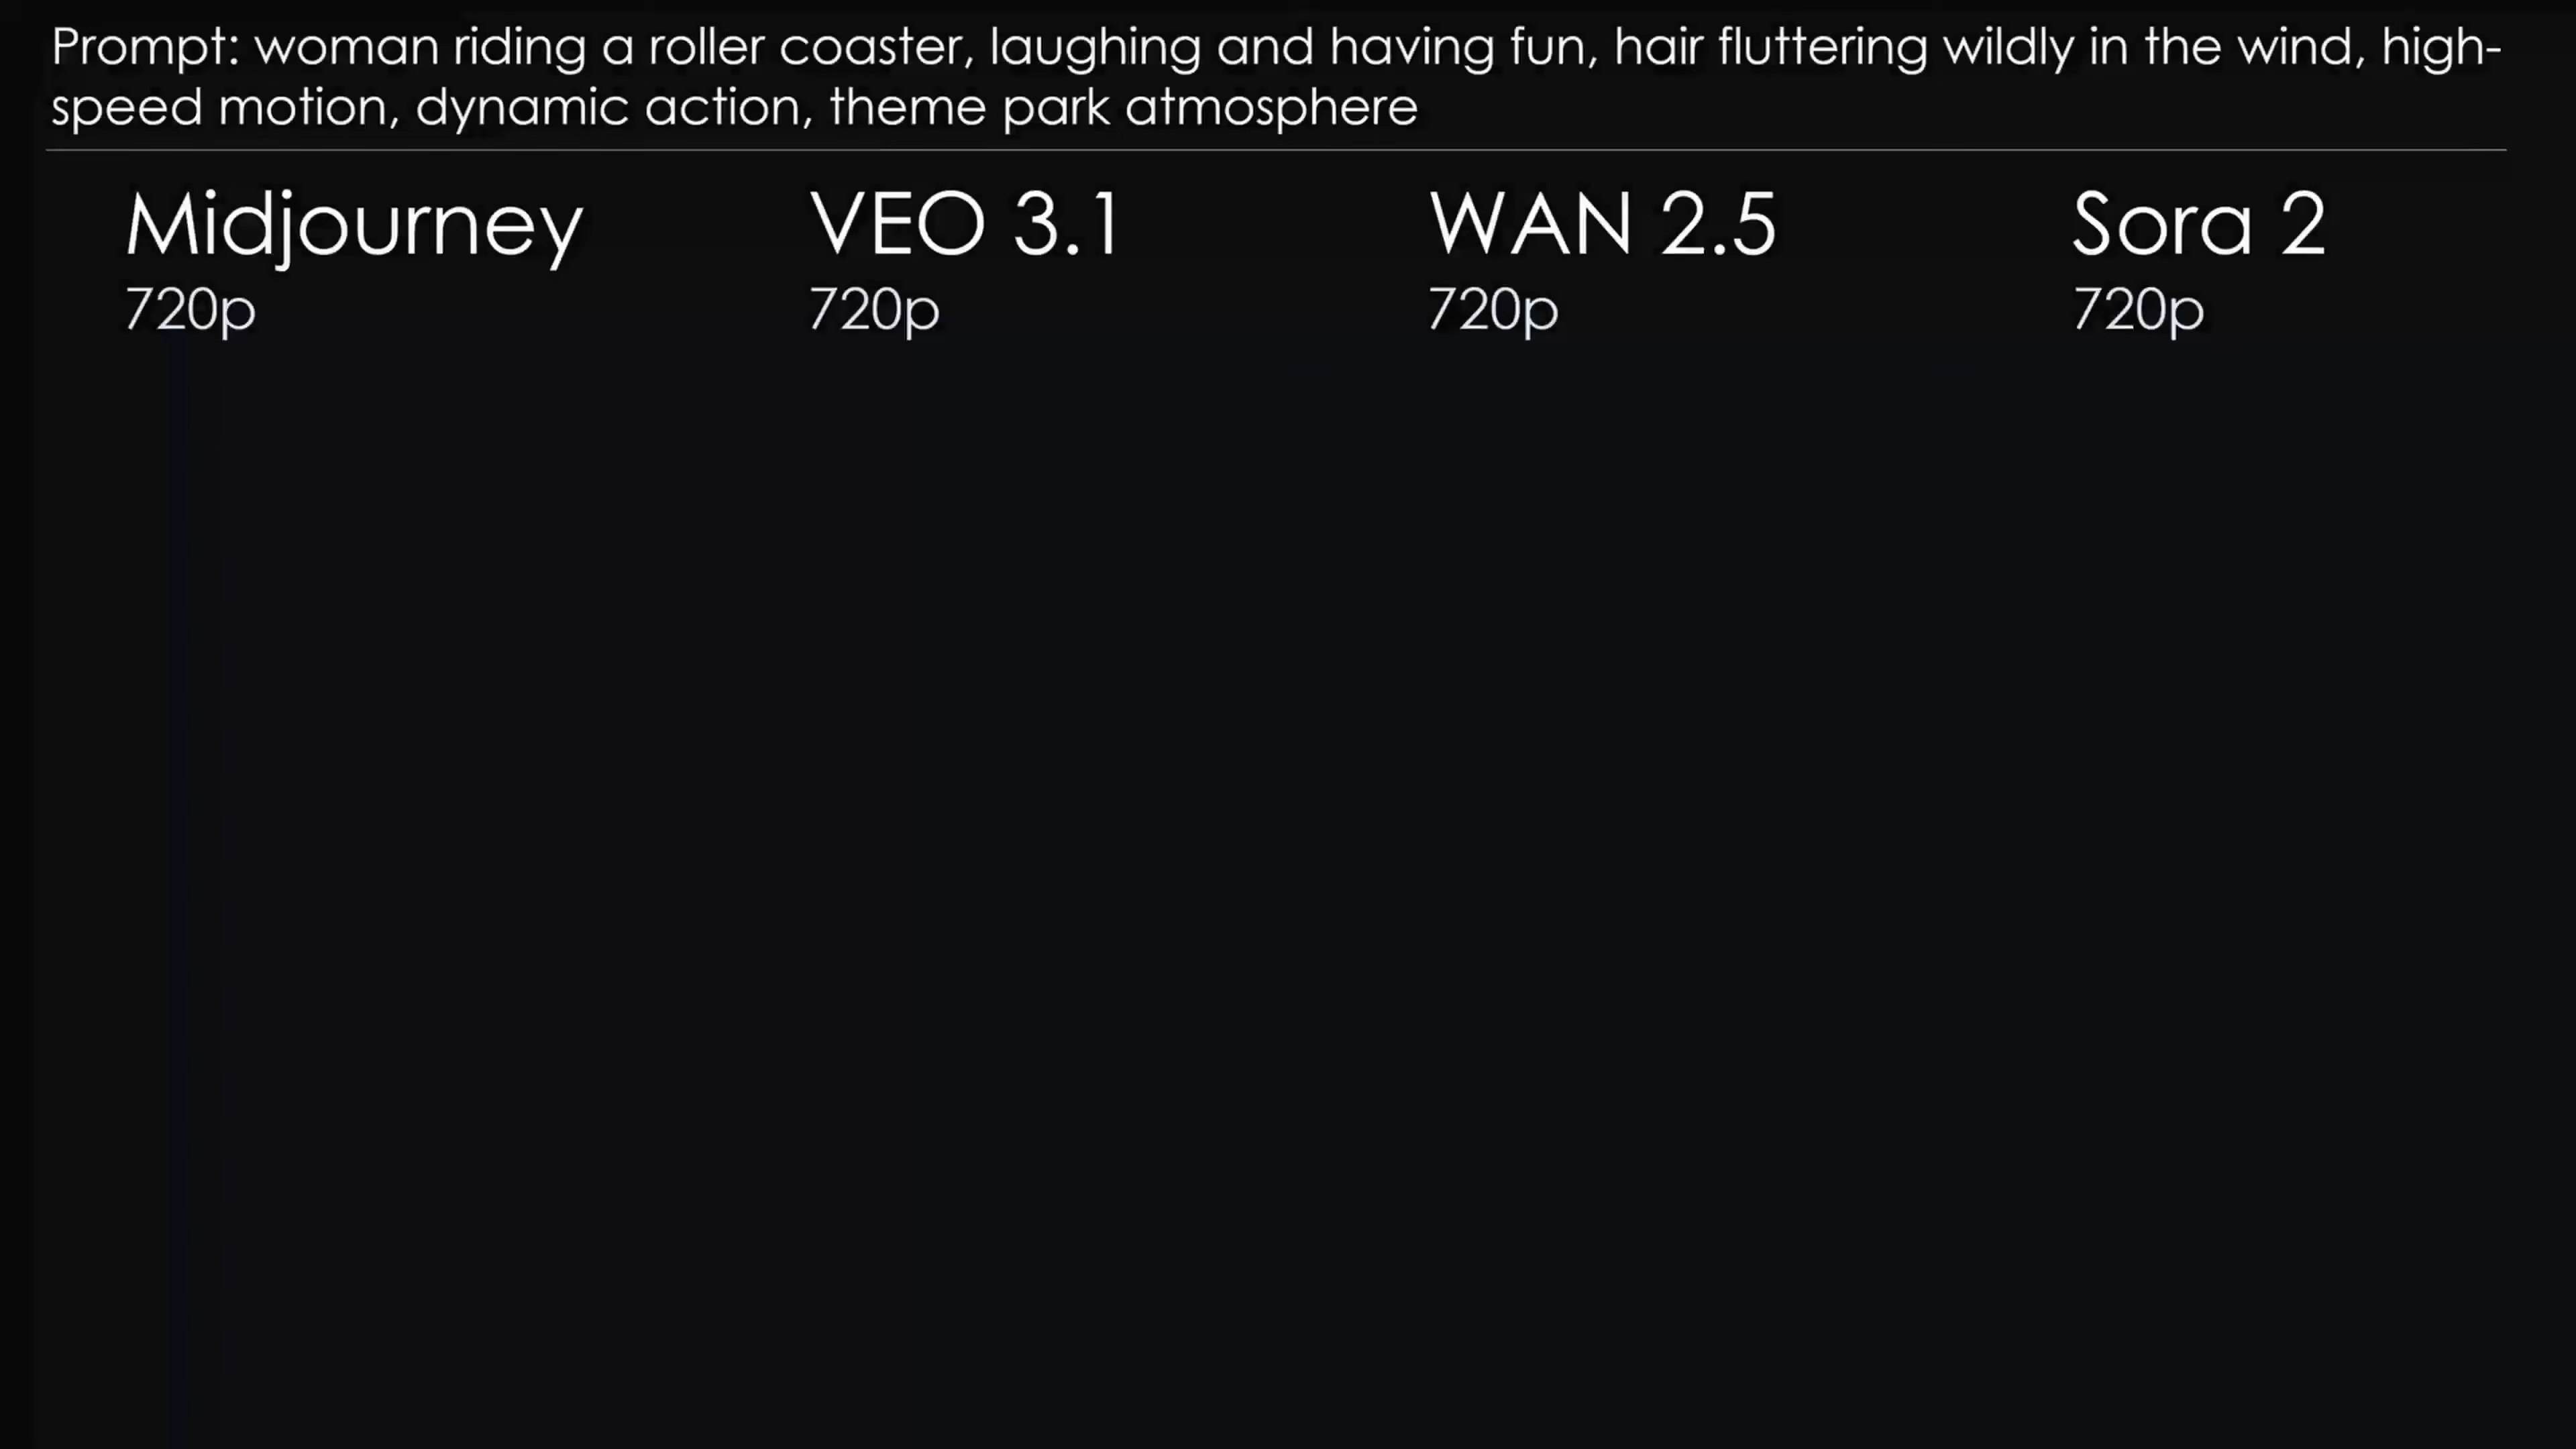 Prompt: woman riding a roller coaster, laughing and having fun, hair fluttering wildly in the wind, high-
speed motion, dynamic action, theme park atmosphere
Midjourney
720p
VEO 3.1
720p
WAN 2.5
720p
Sora 2
720p